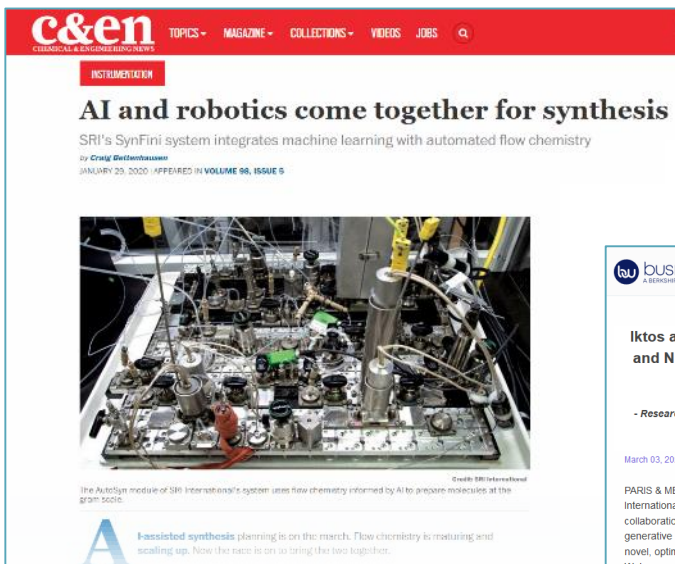 c&en
CHEMICAL & ENGINEERING NEWS
TOPICS MAGAZINE COLLECTIONS VIDEOS JOBS
INSTRUMENTATION
AI and robotics come together for synthesis
SRI's SynFini system integrates machine learning with automated flow chemistry
by Craig Bettenhausen
JANUARY 29, 2020 | APPEARED IN VOLUME 98, ISSUE 5
Credit: SRI International
The AutoSyn module of SRI International's system uses flow chemistry informed by AI to prepare molecules at the
gram scale.
AI-assisted synthesis planning is on the march. Flow chemistry is maturing and
scaling up. Now the race is on to bring the two together.
bu busi
A BERKSHI
Iktos a
and N
- Resear
March 03, 20
PARIS & ME
Internationa
collaboratio
generative
novel, optim